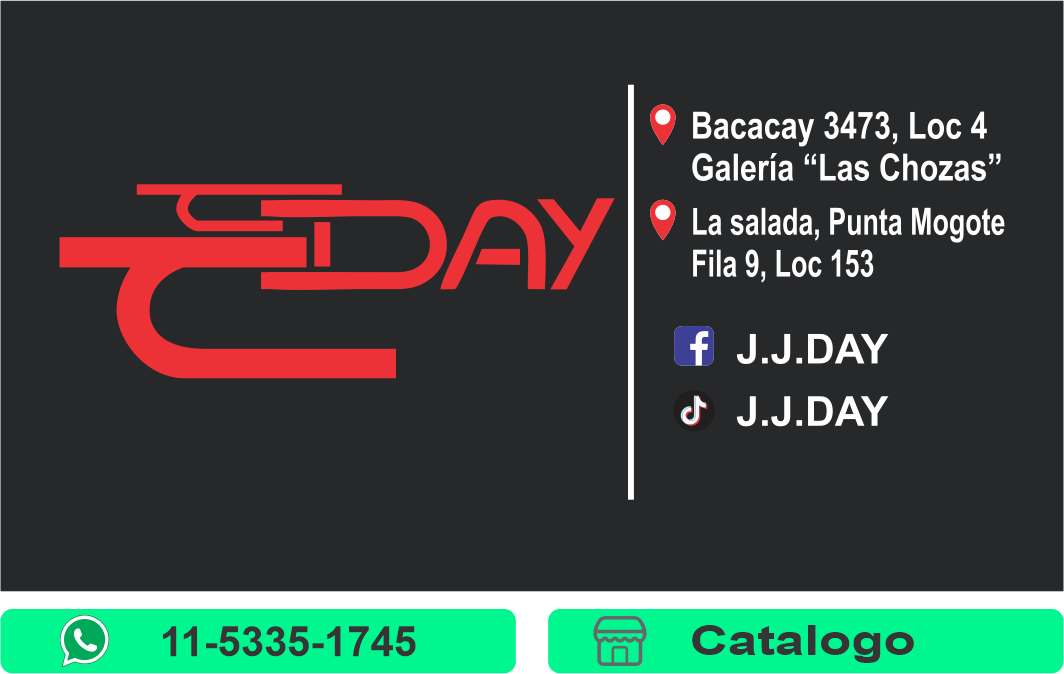 DAY
Bacacay 3473, Loc 4
Galería “Las Chozas”
La salada, Punta Mogote
Fila 9, Loc 153
J.J.DAY
J.J.DAY
11-5335-1745
Catalogo